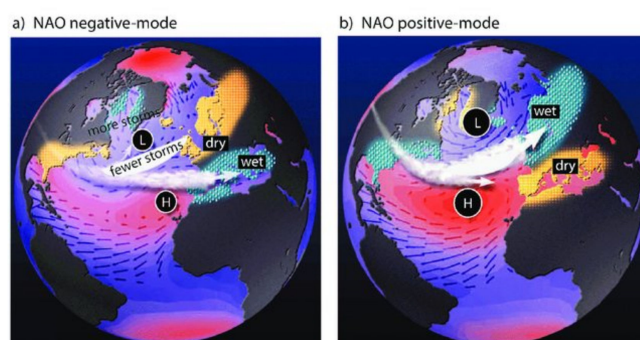 a) NAO negative-mode
more storms
L
fewer storms
dry
wet
H
b) NAO positive-mode
L
wet
dry
H